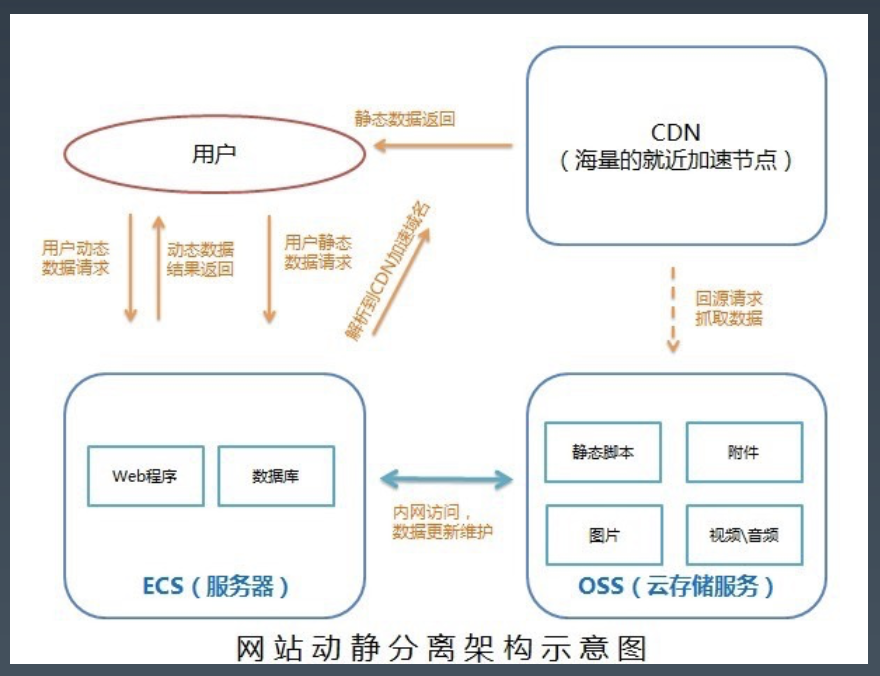 静态数据返回
CDN
（海量的就近加速节点）
用户
用户动态
数据请求
动态数据
结果返回
用户静态
数据请求
解析到CDN加速域名
回源请求
抓取数据
Web程序
数据库
ECS（服务器）
内网访问，
数据更新维护
静态脚本
附件
图片
视频\音频
OSS（云存储服务）
网站动静分离架构示意图